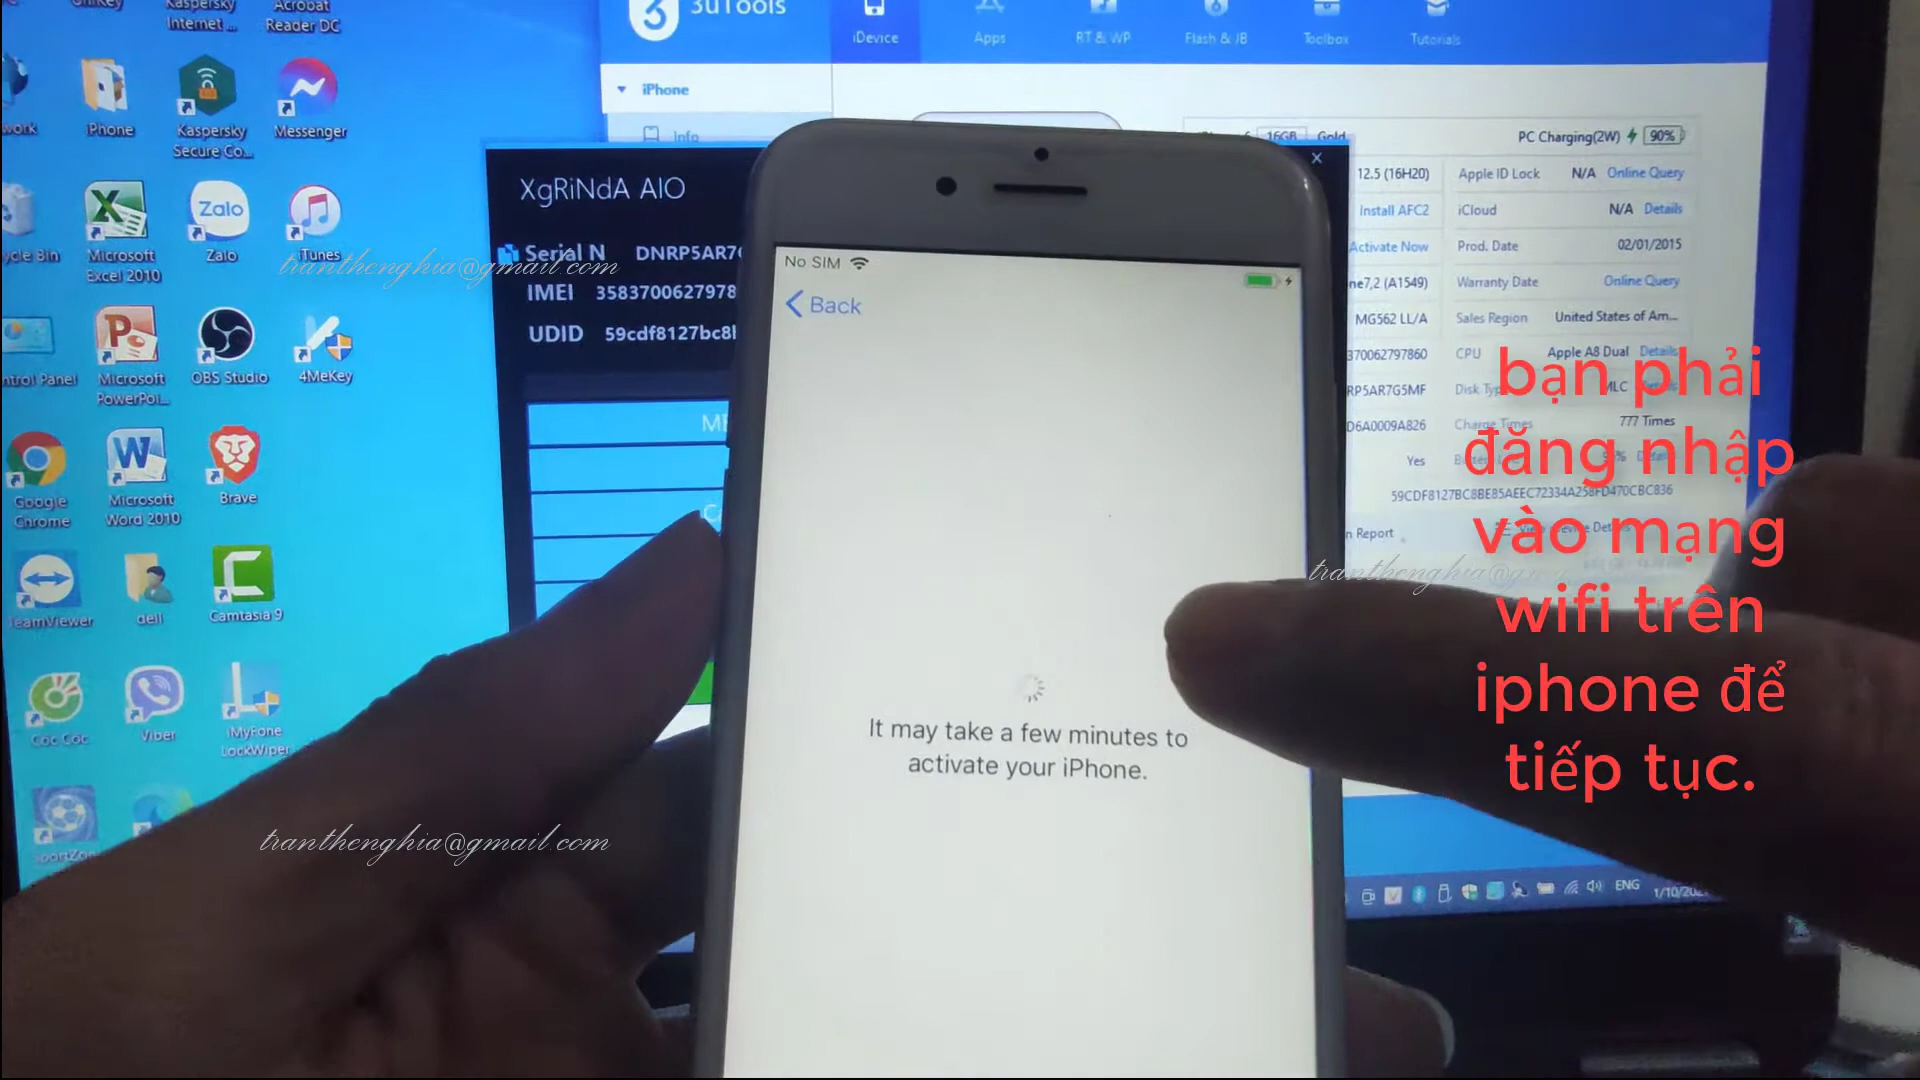 Kaspersky
Internet ...
Acrobat
Reader DC
iPhone
Kaspersky
Secure Co...
Messenger
Microsoft
Excel 2010
Zalo
Zalo
iTunes
Microsoft
PowerPoi...
OBS Studio
4MeKey
Google
Chrome
Microsoft
Word 2010
Brave
TeamViewer
dell
Camtasia 9
Cốc Cốc
Viber
iMyFone
LockWiper
3uTools
iDevice
Apps
RT & WP
Flash & JB
Toolbox
Tutorials
iPhone
Info
16GB
Gold
PC Charging(2W)
90%
12.5 (16H20)
Apple ID Lock
N/A
Online Query
Install AFC2
iCloud
N/A
Details
Activate Now
Prod. Date
02/01/2015
(A1549)
Warranty Date
Online Query
MG562 LL/A
Sales Region
United States of Am...
370062797860
CPU
Apple A8 Dual
Details
RP5AR7G5MF
D6A0009A826
Charge Times
777 Times
Yes
59CDF8127BC8BE85AEEC72334A258FD470CBC836
Report
XgRiNdA AIO
X
Serial N DNRP5AR7
IMEI 3583700627978
UDID 59cdf8127bc8
No SIM
Back
It may take a few minutes to
activate your iPhone.
bạn phải
đăng nhập
vào mạng
wifi trên
iphone để
tiếp tục.
tranthenghia@gmail.com
tranthenghia@gm
tranthenghia@gmail.com
ENG